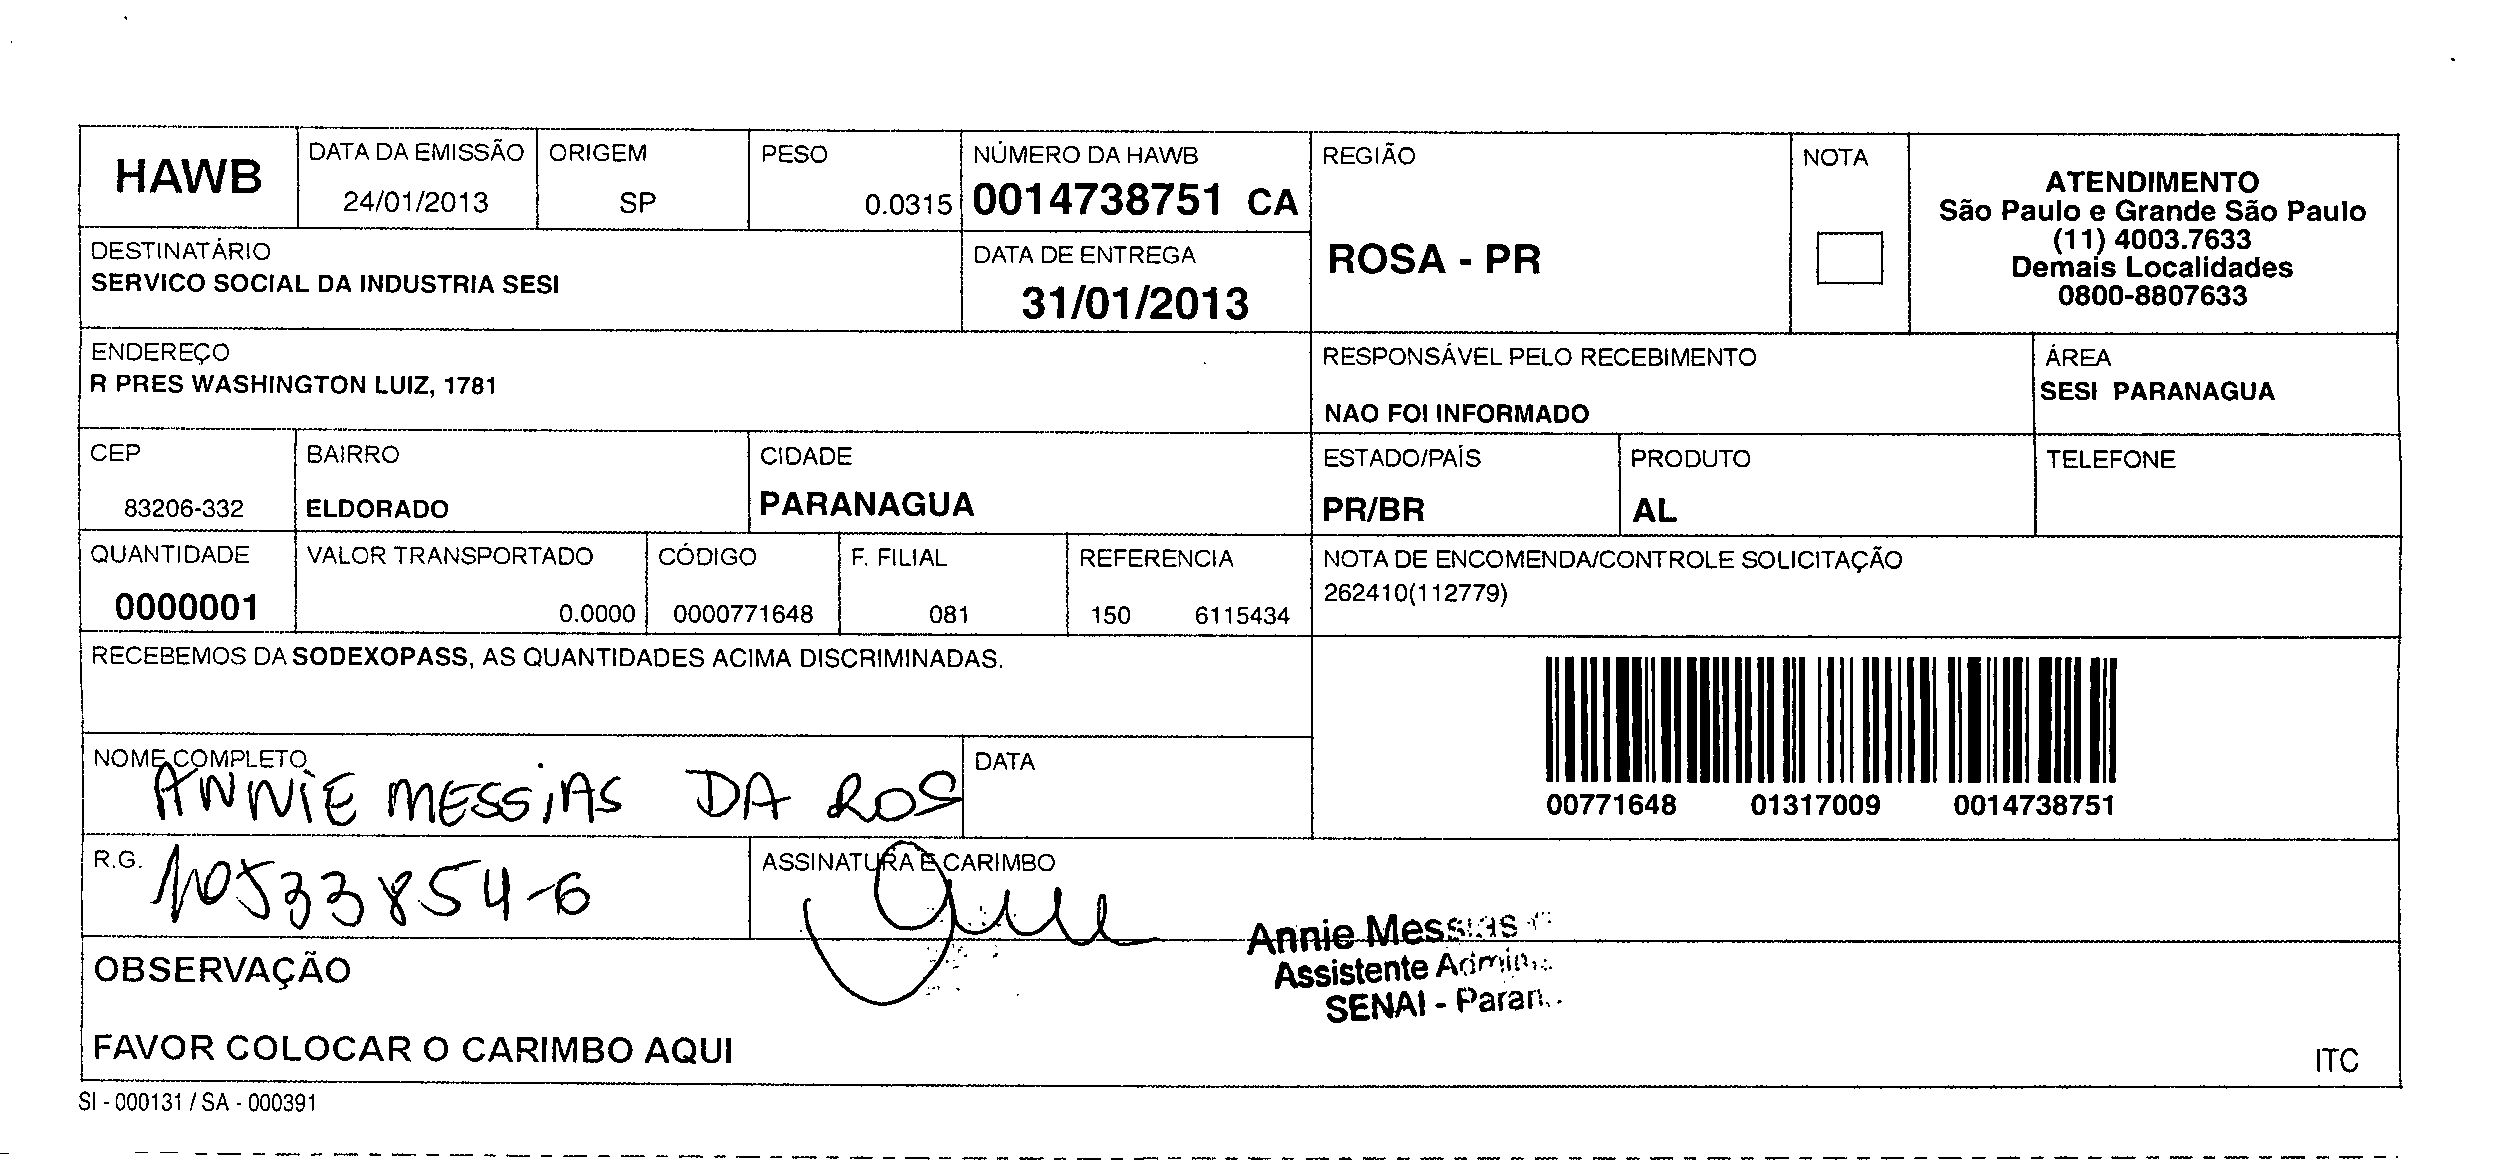 HAWB
DATA DA EMISSÃO
24/01/2013
ORIGEM
SP
PESO
0.0315
NÚMERO DA HAWB
0014738751 CA
REGIÃO
ROSA - PR
NOTA
ATENDIMENTO
São Paulo e Grande São Paulo
(11) 4003.7633
Demais Localidades
0800-8807633
DESTINATÁRIO
SERVICO SOCIAL DA INDUSTRIA SESI
DATA DE ENTREGA
31/01/2013
ENDEREÇO
R PRES WASHINGTON LUIZ, 1781
RESPONSÁVEL PELO RECEBIMENTO
NAO FOI INFORMADO
ÁREA
SESI PARANAGUA
CEP
83206-332
BAIRRO
ELDORADO
CIDADE
PARANAGUA
ESTADO/PAÍS
PR/BR
PRODUTO
AL
TELEFONE
QUANTIDADE
0000001
VALOR TRANSPORTADO
0.0000
CÓDIGO
0000771648
F. FILIAL
081
REFERENCIA
150 6115434
NOTA DE ENCOMENDA/CONTROLE SOLICITAÇÃO
262410(112779)
RECEBEMOS DA SODEXOPASS, AS QUANTIDADES ACIMA DISCRIMINADAS.
00771648 01317009 0014738751
NOME COMPLETO
ANNIE MESSIAS DA ROS
DATA
R.G.
10533854-6
ASSINATURA E CARIMBO
Annie Messias
Assistente
SENAI -
OBSERVAÇÃO
FAVOR COLOCAR O CARIMBO AQUI
ITC
SI - 000131 / SA - 000391